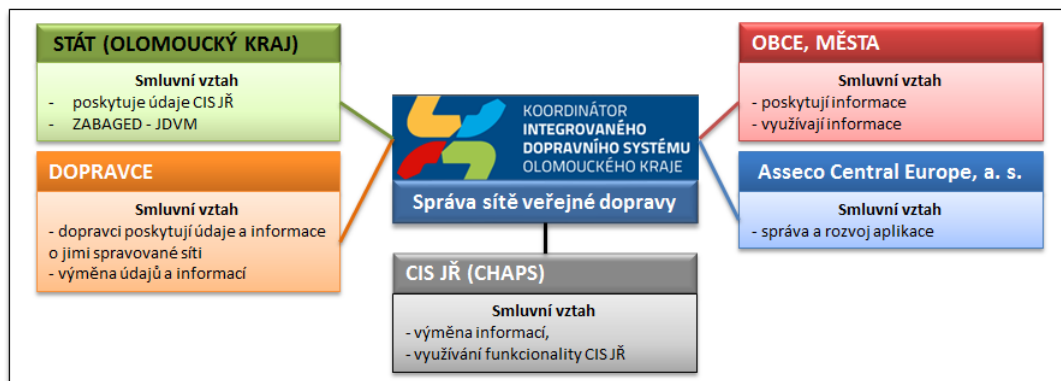 STÁT (OLOMOUCKÝ KRAJ)
Smluvní vztah
- poskytuje údaje CIS JŘ
- ZABAGED - JDVM
DOPRAVCE
Smluvní vztah
- dopravci poskytují údaje a informace
o jimi spravované síti
- výměna údajů a informací
KOORDINÁTOR
INTEGROVANÉHO
DOPRAVNÍHO SYSTÉMU
OLOMOUCKÉHO KRAJE
Správa sítě veřejné dopravy
CIS JŘ (CHAPS)
Smluvní vztah
- výměna informací,
- využívání funkcionality CIS JŘ
OBCE, MĚSTA
Smluvní vztah
- poskytují informace
- využívají informace
Asseco Central Europe, a. s.
Smluvní vztah
- správa a rozvoj aplikace